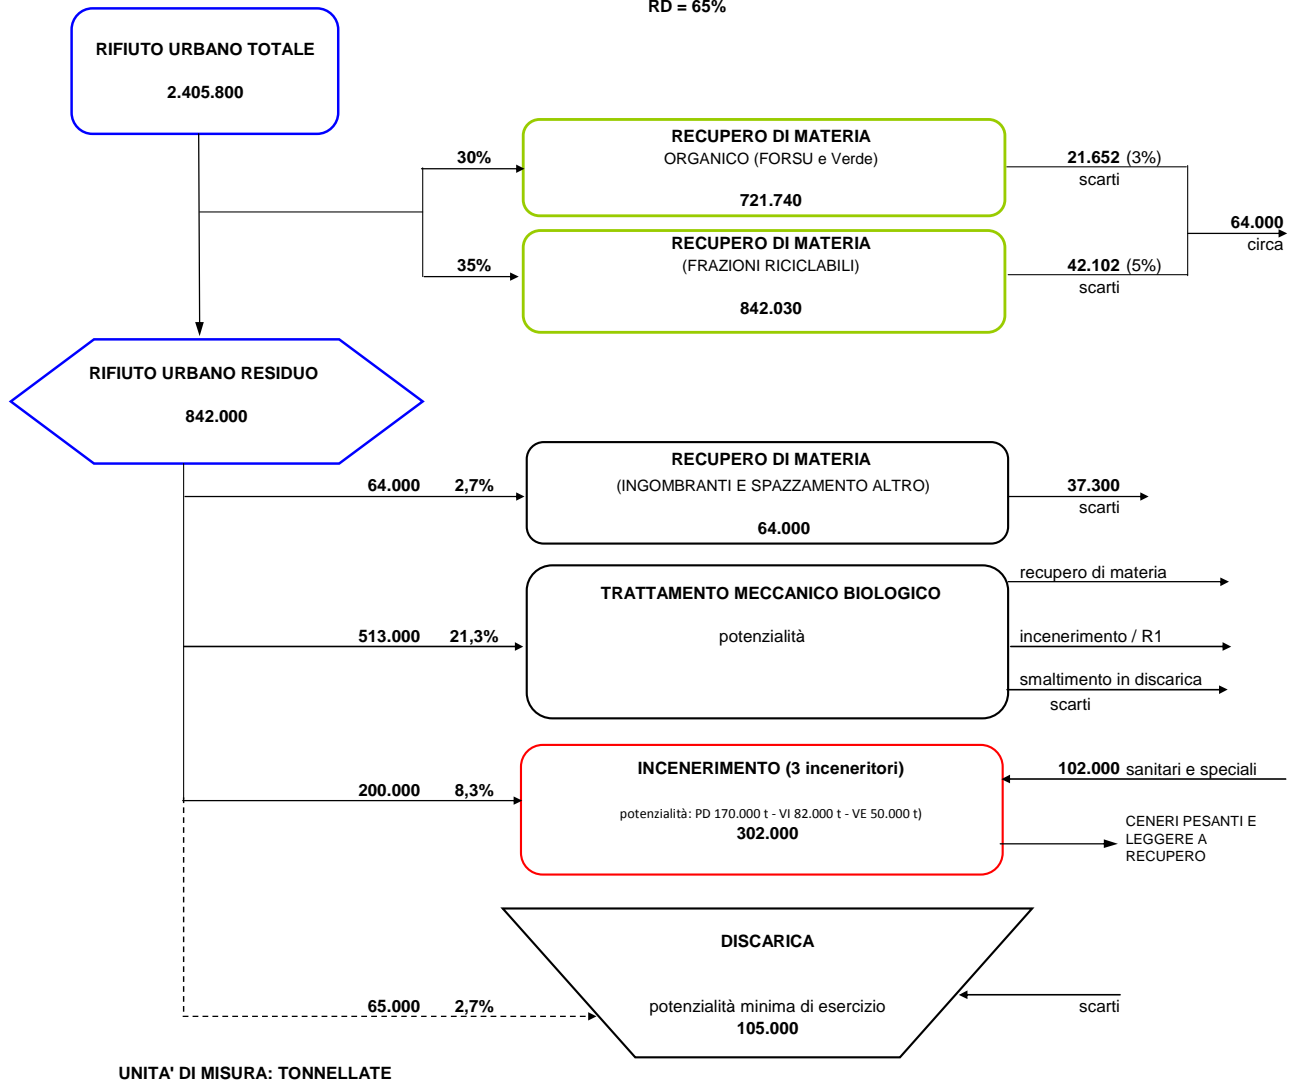 RD = 65%
RIFIUTO URBANO TOTALE
2.405.800
RECUPERO DI MATERIA
ORGANICO (FORSU e Verde)
721.740
30%
21.652 (3%)
scarti
64.000
circa
RECUPERO DI MATERIA
(FRAZIONI RICICLABILI)
842.030
35%
42.102 (5%)
scarti
RIFIUTO URBANO RESIDUO
842.000
RECUPERO DI MATERIA
(INGOMBRANTI E SPAZZAMENTO ALTRO)
64.000
64.000 2,7%
37.300
scarti
TRATTAMENTO MECCANICO BIOLOGICO
potenzialità
513.000 21,3%
recupero di materia
incenerimento / R1
smaltimento in discarica
scarti
INCENERIMENTO (3 inceneritori)
potenzialità: PD 170.000 t - VI 82.000 t - VE 50.000 t)
302.000
200.000 8,3%
102.000 sanitari e speciali
CENERI PESANTI E
LEGGERE A
RECUPERO
DISCARICA
potenzialità minima di esercizio
105.000
65.000 2,7%
scarti
UNITA' DI MISURA: TONNELLATE